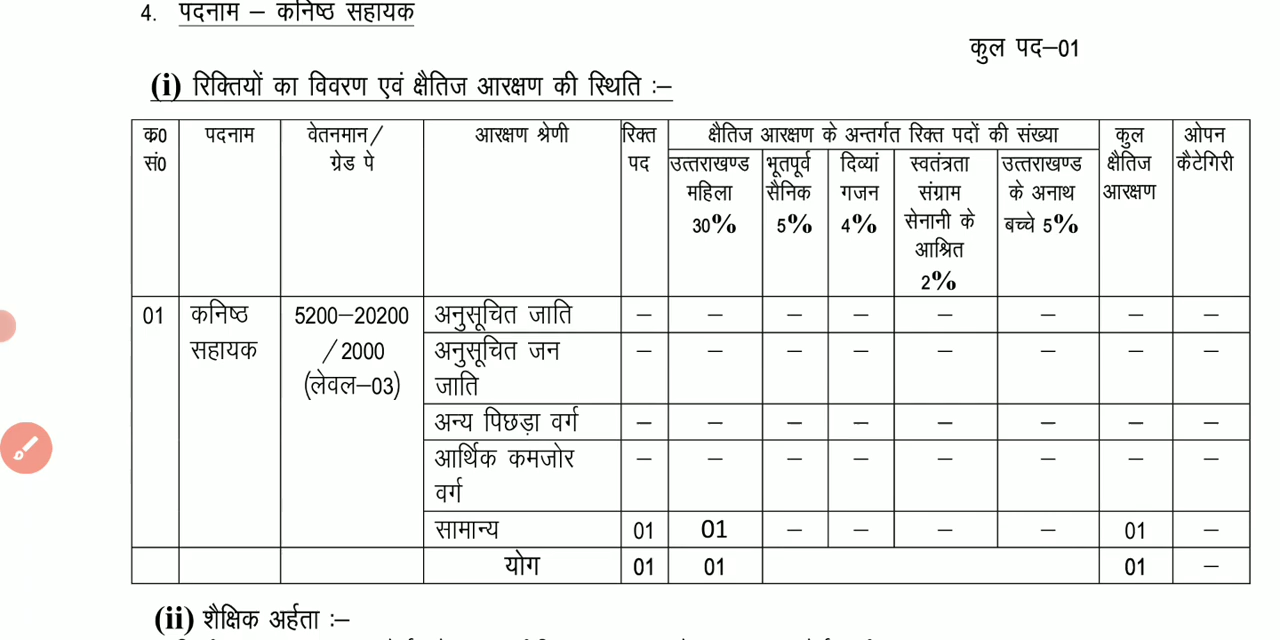 4. पदनाम – कनिष्ठ सहायक
कुल पद–01
(i) रिक्तियों का विवरण एवं क्षैतिज आरक्षण की स्थिति :–
क्र0 सं0 पदनाम वेतनमान/ ग्रेड पे आरक्षण श्रेणी रिक्त पद क्षैतिज आरक्षण के अन्तर्गत रिक्त पदों की संख्या कुल क्षैतिज आरक्षण ओपन कैटेगिरी
उत्तराखण्ड महिला 30% भूतपूर्व सैनिक 5% दिव्यां गजन 4% स्वतंत्रता संग्राम सेनानी के आश्रित 2% उत्तराखण्ड के अनाथ बच्चे 5%
01 कनिष्ठ सहायक 5200–20200 /2000 (लेवल–03) अनुसूचित जाति – – – – – – – –
अनुसूचित जन जाति – – – – – – – –
अन्य पिछड़ा वर्ग – – – – – – – –
आर्थिक कमजोर वर्ग – – – – – – – –
सामान्य 01 01 – – – – 01 –
योग 01 01 01 –
(ii) शैक्षिक अर्हता :–